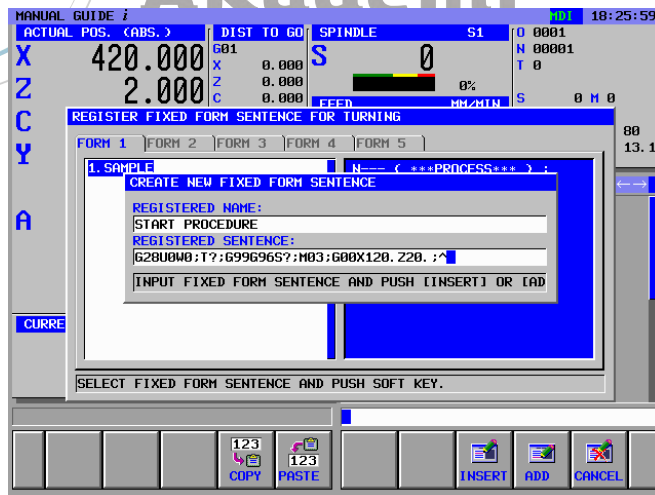 Akademi
MANUAL GUIDE i MDI 18:25:59
ACTUAL POS. (ABS.) DIST TO GO SPINDLE S1 O 0001
X 420.000 G01 S 0 N 00001
X 0.000 T 0
Z 2.000 Z 0.000 0%
C 0.000 FEED MM/MIN S 0 M 0
C REGISTER FIXED FORM SENTENCE FOR TURNING
80
Y FORM 1 FORM 2 FORM 3 FORM 4 FORM 5 13.1
1.SAMPLE N--- ( ***PROCESS*** ) ;
CREATE NEW FIXED FORM SENTENCE
REGISTERED NAME:
A START PROCEDURE
REGISTERED SENTENCE:
G28U0W0;T?;G99G96S?;M03;G00X120.Z20.;^
INPUT FIXED FORM SENTENCE AND PUSH [INSERT] OR [AD
CURRE
SELECT FIXED FORM SENTENCE AND PUSH SOFT KEY.
123 123
COPY PASTE INSERT ADD CANCEL